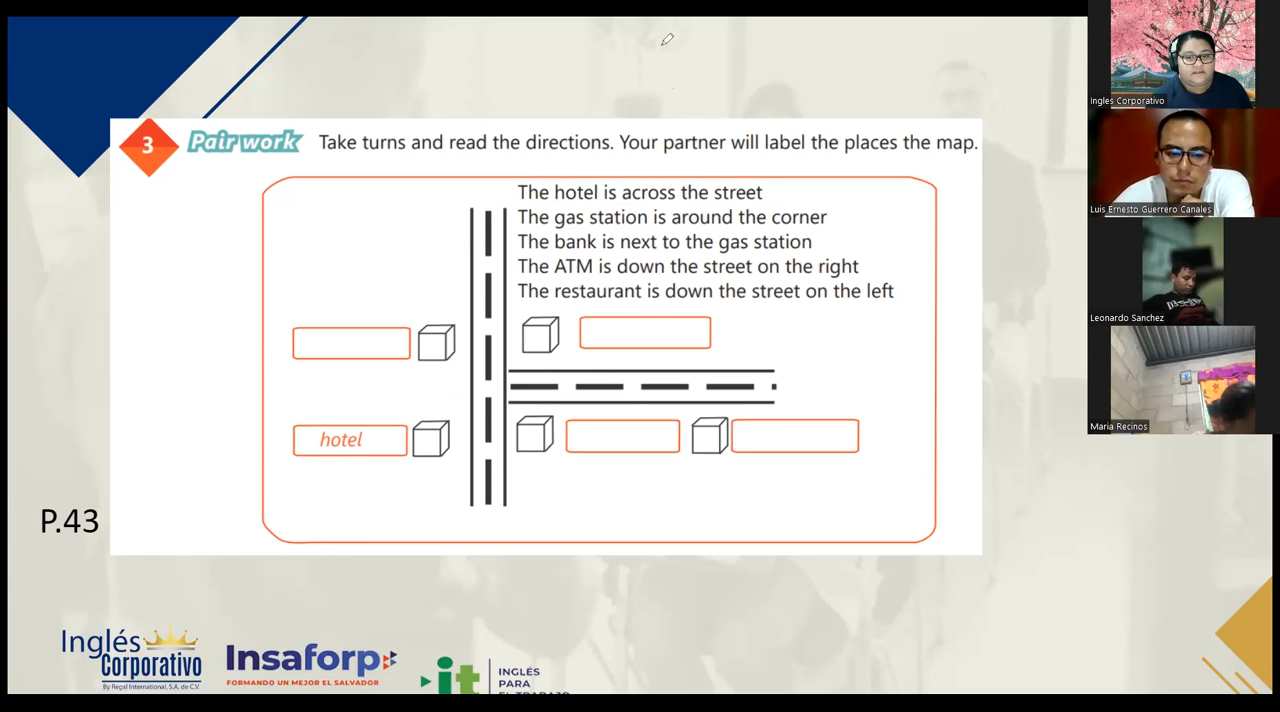 3
Pair work
Take turns and read the directions. Your partner will label the places the map.
The hotel is across the street
The gas station is around the corner
The bank is next to the gas station
The ATM is down the street on the right
The restaurant is down the street on the left
hotel
P.43
Inglés
Corporativo
By Regal International, S.A. de C.V.
Insaforp
FORMANDO UN MEJOR EL SALVADOR
it
INGLÉS
PARA
EL TRABAJO
Ingles Corporativo
Luis Ernesto Guerrero Canales
Leonardo Sanchez
Maria Recinos